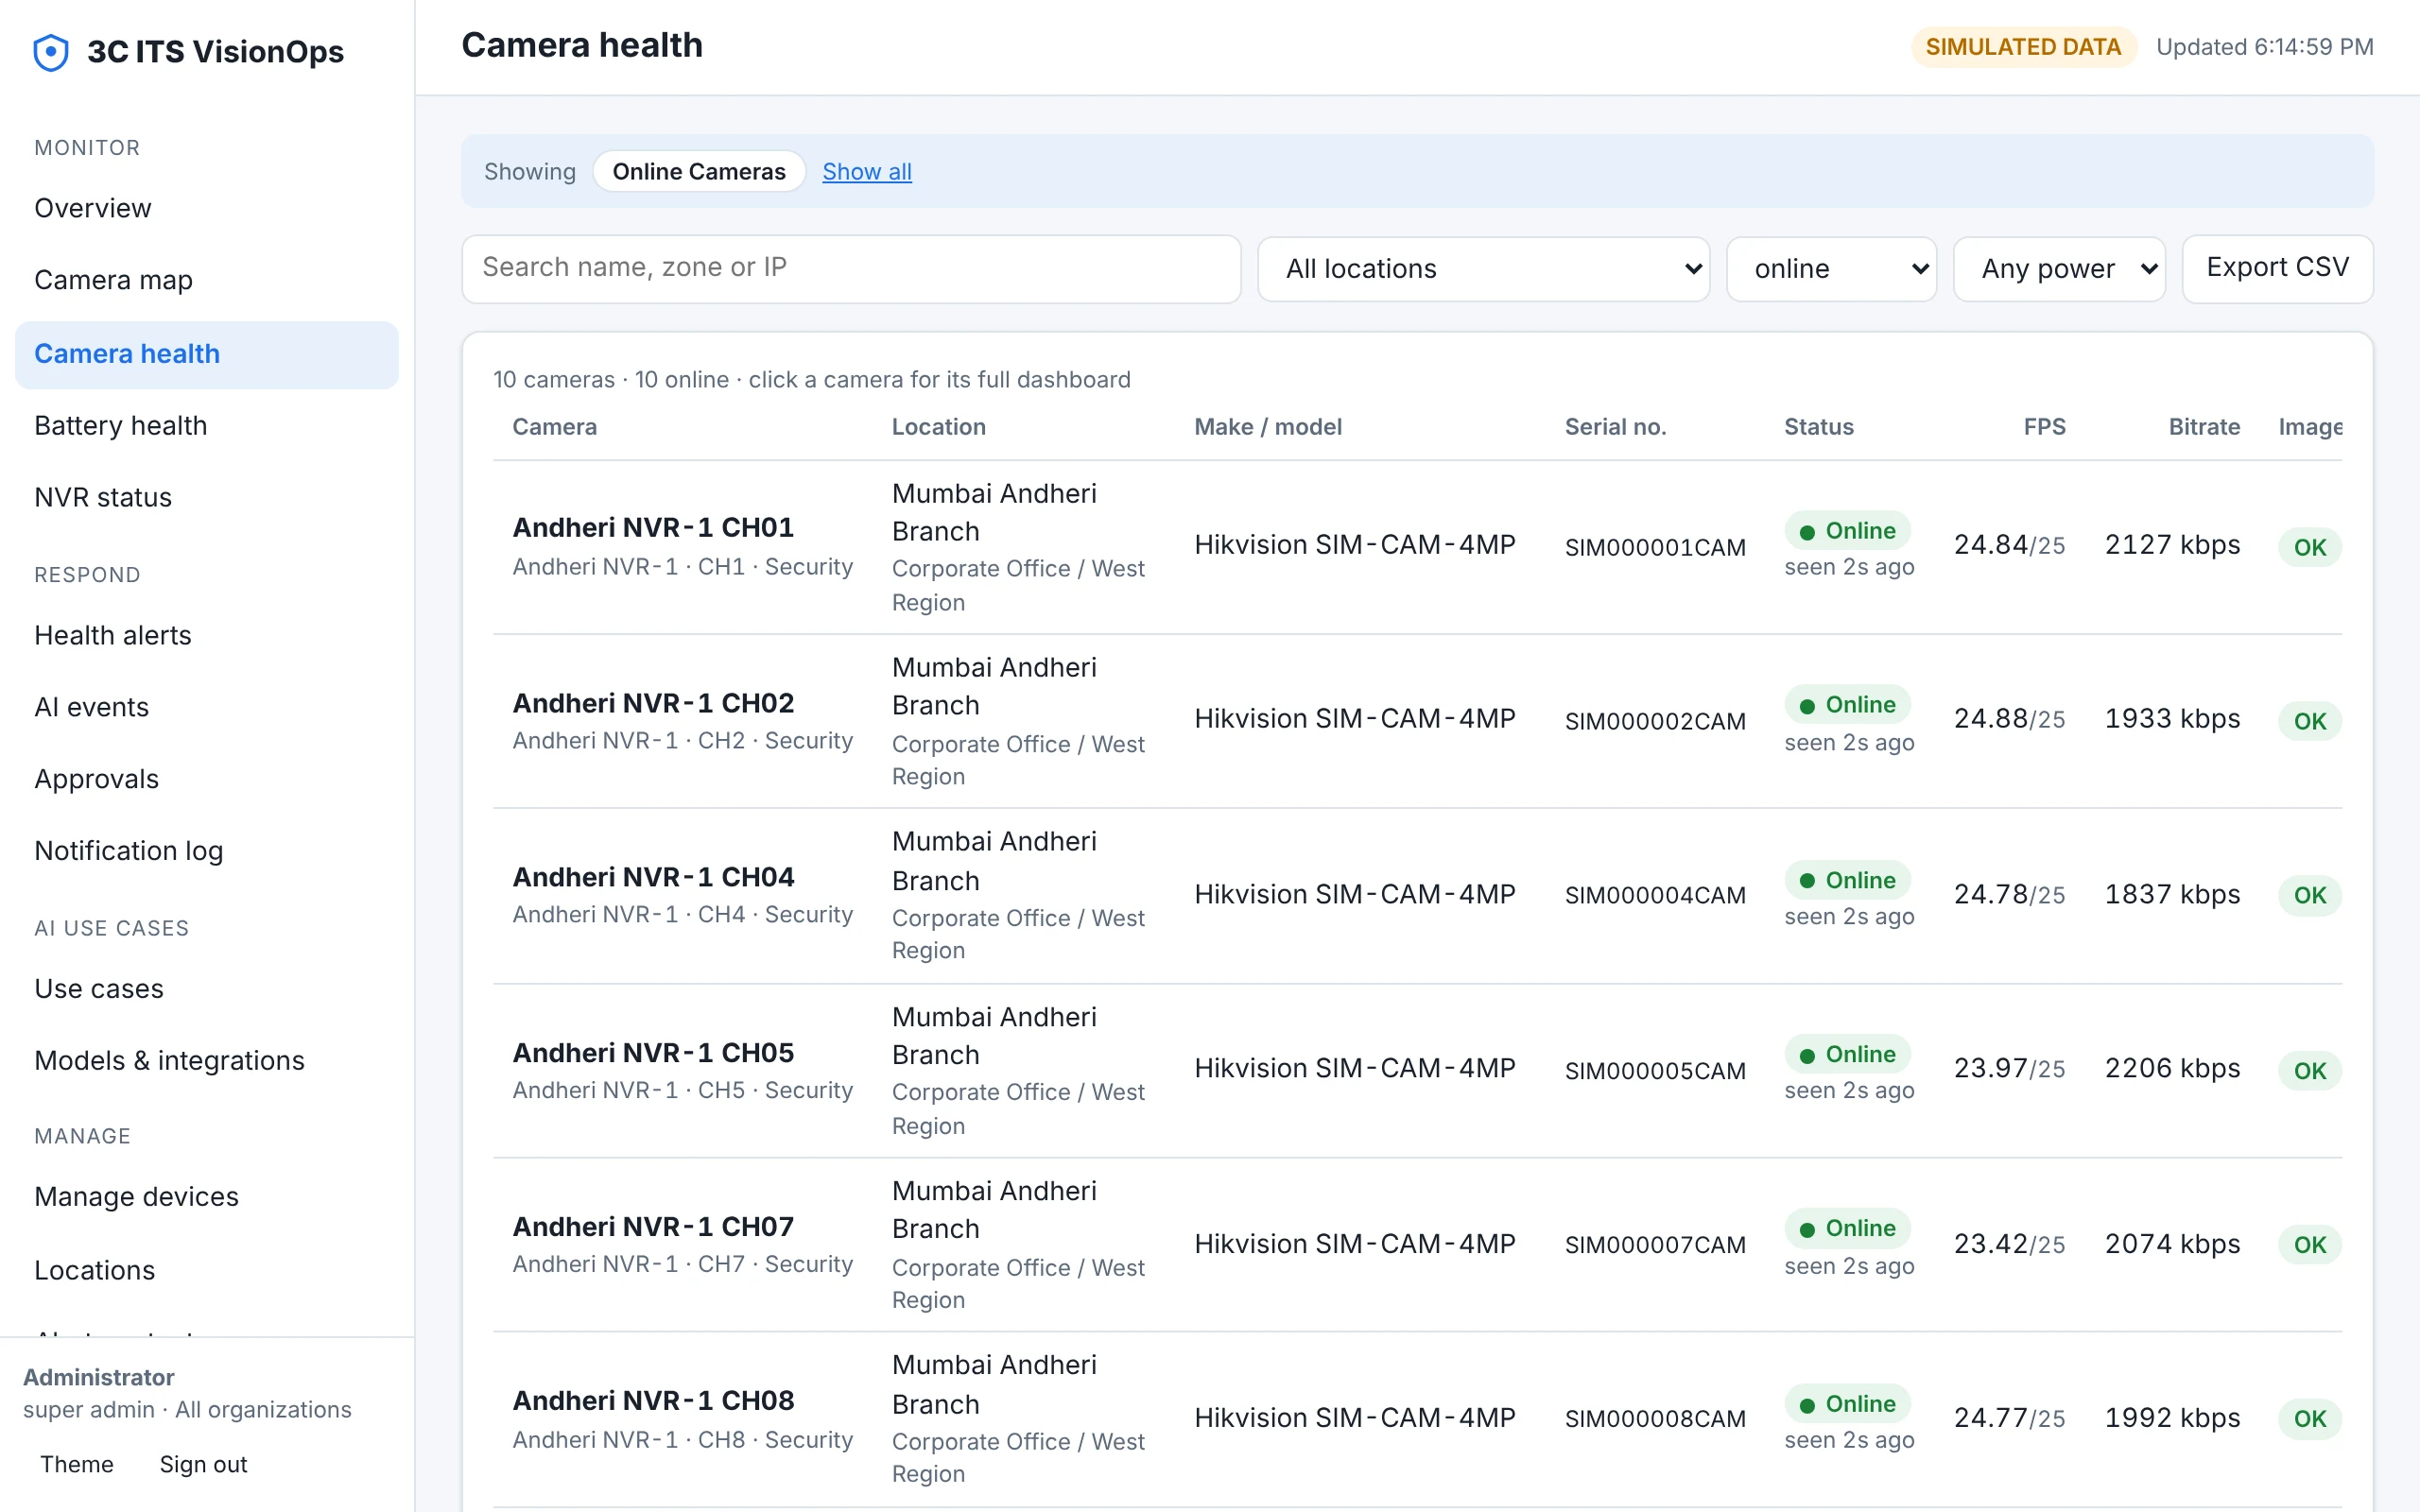 3C ITS VisionOps
MONITOR
Overview
Camera map
Camera health
Battery health
NVR status
RESPOND
Health alerts
AI events
Approvals
Notification log
AI USE CASES
Use cases
Models & integrations
MANAGE
Manage devices
Locations
Administrator
super admin · All organizations
Theme Sign out
Camera health
SIMULATED DATA Updated 6:14:59 PM
Showing Online Cameras Show all
Search name, zone or IP All locations online Any power Export CSV
10 cameras · 10 online · click a camera for its full dashboard
Camera Location Make / model Serial no. Status FPS Bitrate Image
Andheri NVR-1 CH01
Andheri NVR-1 · CH1 · Security
Mumbai Andheri
Branch
Corporate Office / West
Region
Hikvision SIM-CAM-4MP
SIM000001CAM
Online
seen 2s ago
24.84/25
2127 kbps
OK
Andheri NVR-1 CH02
Andheri NVR-1 · CH2 · Security
Mumbai Andheri
Branch
Corporate Office / West
Region
Hikvision SIM-CAM-4MP
SIM000002CAM
Online
seen 2s ago
24.88/25
1933 kbps
OK
Andheri NVR-1 CH04
Andheri NVR-1 · CH4 · Security
Mumbai Andheri
Branch
Corporate Office / West
Region
Hikvision SIM-CAM-4MP
SIM000004CAM
Online
seen 2s ago
24.78/25
1837 kbps
OK
Andheri NVR-1 CH05
Andheri NVR-1 · CH5 · Security
Mumbai Andheri
Branch
Corporate Office / West
Region
Hikvision SIM-CAM-4MP
SIM000005CAM
Online
seen 2s ago
23.97/25
2206 kbps
OK
Andheri NVR-1 CH07
Andheri NVR-1 · CH7 · Security
Mumbai Andheri
Branch
Corporate Office / West
Region
Hikvision SIM-CAM-4MP
SIM000007CAM
Online
seen 2s ago
23.42/25
2074 kbps
OK
Andheri NVR-1 CH08
Andheri NVR-1 · CH8 · Security
Mumbai Andheri
Branch
Corporate Office / West
Region
Hikvision SIM-CAM-4MP
SIM000008CAM
Online
seen 2s ago
24.77/25
1992 kbps
OK